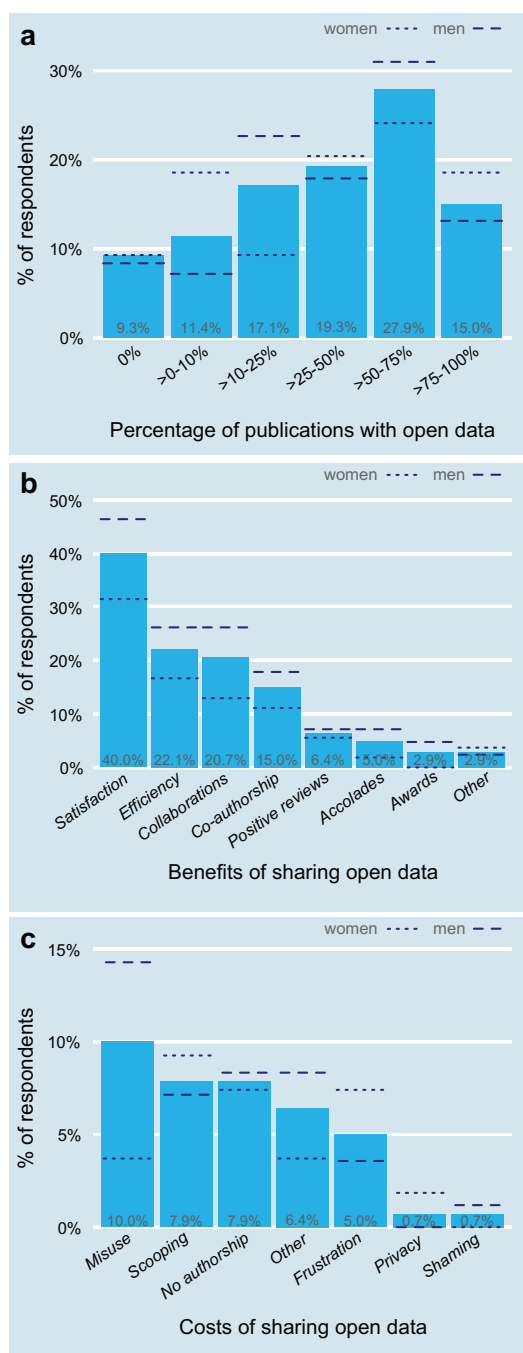 a
women men
30%
20%
10%
0%
% of respondents
9.3% 11.4% 17.1% 19.3% 27.9% 15.0%
0% >0-10% >10-25% >25-50% >50-75% >75-100%
Percentage of publications with open data
b
women men
50%
40%
30%
20%
10%
0%
% of respondents
40.0% 22.1% 20.7% 15.0% 6.4% 5.0% 2.9% 2.9%
Satisfaction Efficiency Collaborations Co-authorship Positive reviews Accolades Awards Other
Benefits of sharing open data
c
women men
15%
10%
5%
0%
% of respondents
10.0% 7.9% 7.9% 6.4% 5.0% 0.7% 0.7%
Misuse Scooping No authorship Other Frustration Privacy Shaming
Costs of sharing open data